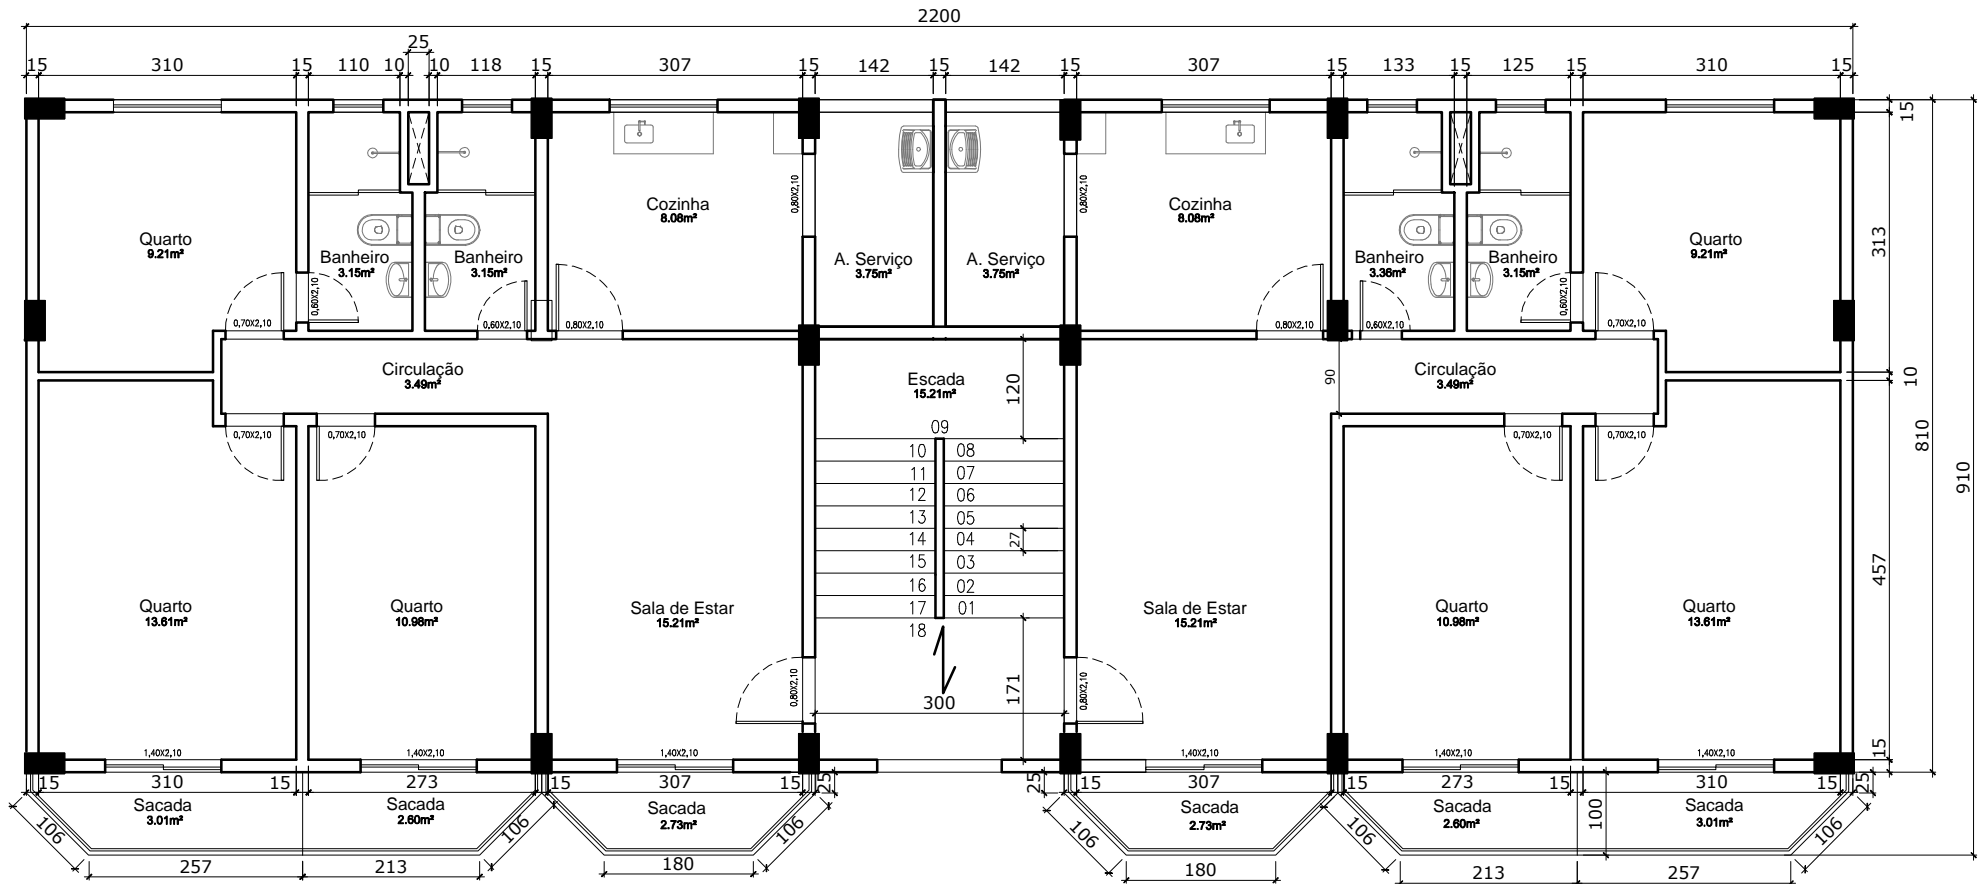 2200
25
15 310 15 110 10 10 118 15 307 15 142 15 142 15 307 15 133 15 125 15 310 15
15
Cozinha
8.08m²
Cozinha
8.08m²
0,80X2,10
0,80X2,10
Quarto
9.21m²
Banheiro
3.15m²
Banheiro
3.15m²
A. Serviço
3.75m²
A. Serviço
3.75m²
Banheiro
3.36m²
Banheiro
3.15m²
Quarto
9.21m²
313
0,60X2,10
0,60X2,10
0,70X2,10
0,60X2,10
0,80X2,10
0,80X2,10
0,60X2,10
0,70X2,10
Circulação
3.49m²
Escada
15.21m²
120
90
Circulação
3.49m²
10
810
910
0,70X2,10
0,70X2,10
0,70X2,10
0,70X2,10
09
10 08
11 07
12 06
13 05
14 04
27
15 03
16 02
17 01
18
457
Quarto
13.61m²
Quarto
10.98m²
Sala de Estar
15.21m²
Sala de Estar
15.21m²
Quarto
10.98m²
Quarto
13.61m²
0,80X2,10
171
0,80X2,10
300
1,40X2,10
1,40X2,10
1,40X2,10
1,40X2,10
1,40X2,10
1,40X2,10
15
15 310 15 273 15 307 15 25
25 15 307 15 273 15 310 15 25
Sacada
3.01m²
Sacada
2.60m²
Sacada
2.73m²
Sacada
2.73m²
Sacada
2.60m²
100
Sacada
3.01m²
106
106
106
106
106
106
257 213 180 180 213 257